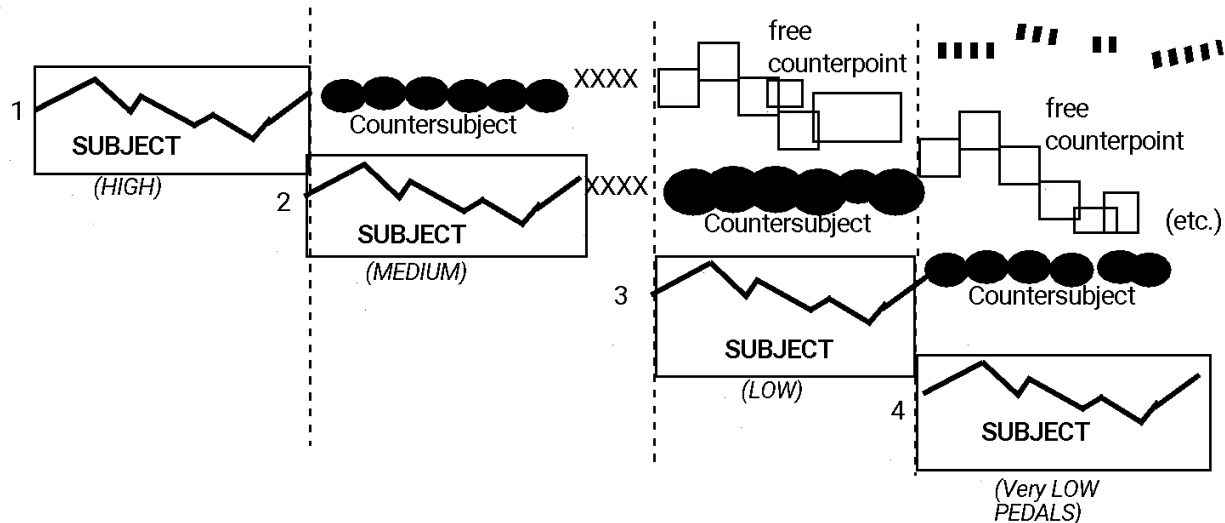 1
SUBJECT
(HIGH)
Countersubject
XXXX
2
SUBJECT
(MEDIUM)
XXXX
free
counterpoint
Countersubject
3
SUBJECT
(LOW)
free
counterpoint
(etc.)
Countersubject
4
SUBJECT
(Very LOW
PEDALS)